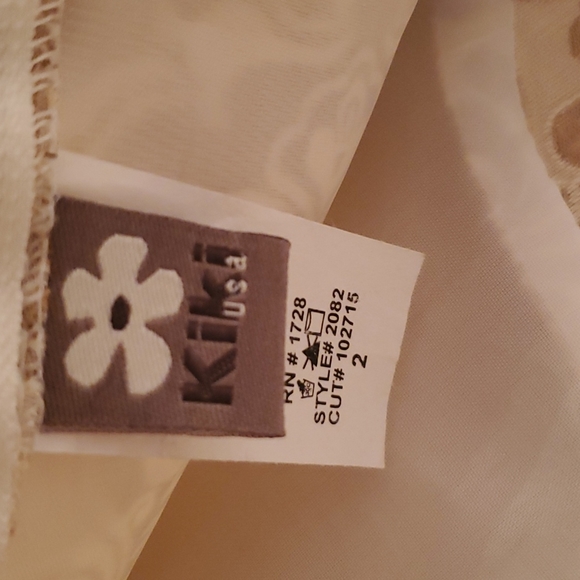 Kiki
USA
RN # 1728
STYLE# 2082
CUT# 102715
2